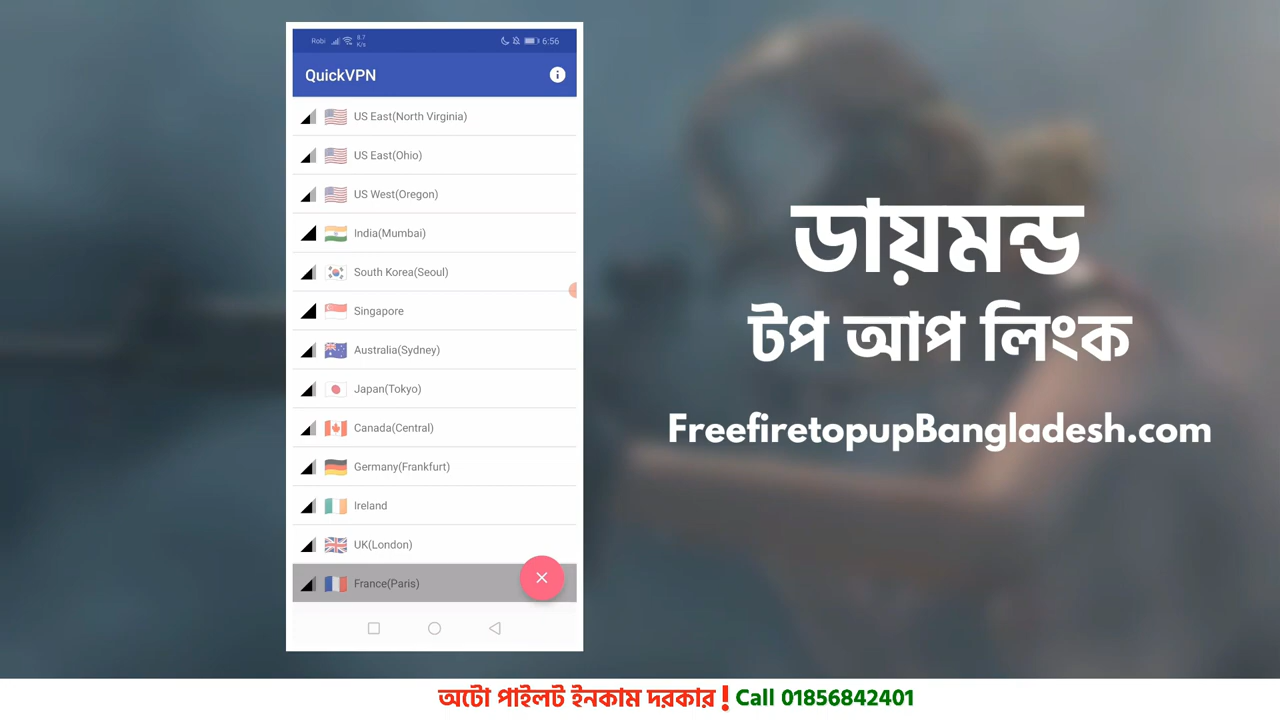 Robi 8.7 K/s 6:56
QuickVPN
US East(North Virginia)
US East(Ohio)
US West(Oregon)
India(Mumbai)
South Korea(Seoul)
Singapore
Australia(Sydney)
Japan(Tokyo)
Canada(Central)
Germany(Frankfurt)
Ireland
UK(London)
France(Paris)
ডায়মন্ড
টপ আপ লিংক
FreefiretopupBangladesh.com
অটো পাইলট ইনকাম দরকার! Call 01856842401